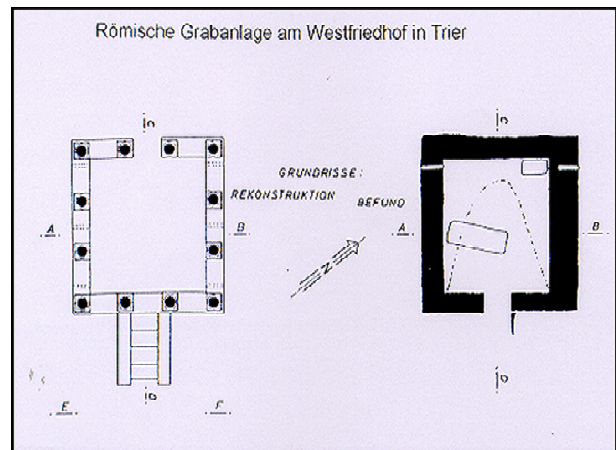 Römische Grabanlage am Westfriedhof in Trier
D
D
GRUNDRISSE:
REKONSTRUKTION
BEFUND
A
B
A
B
N
D
D
E
F